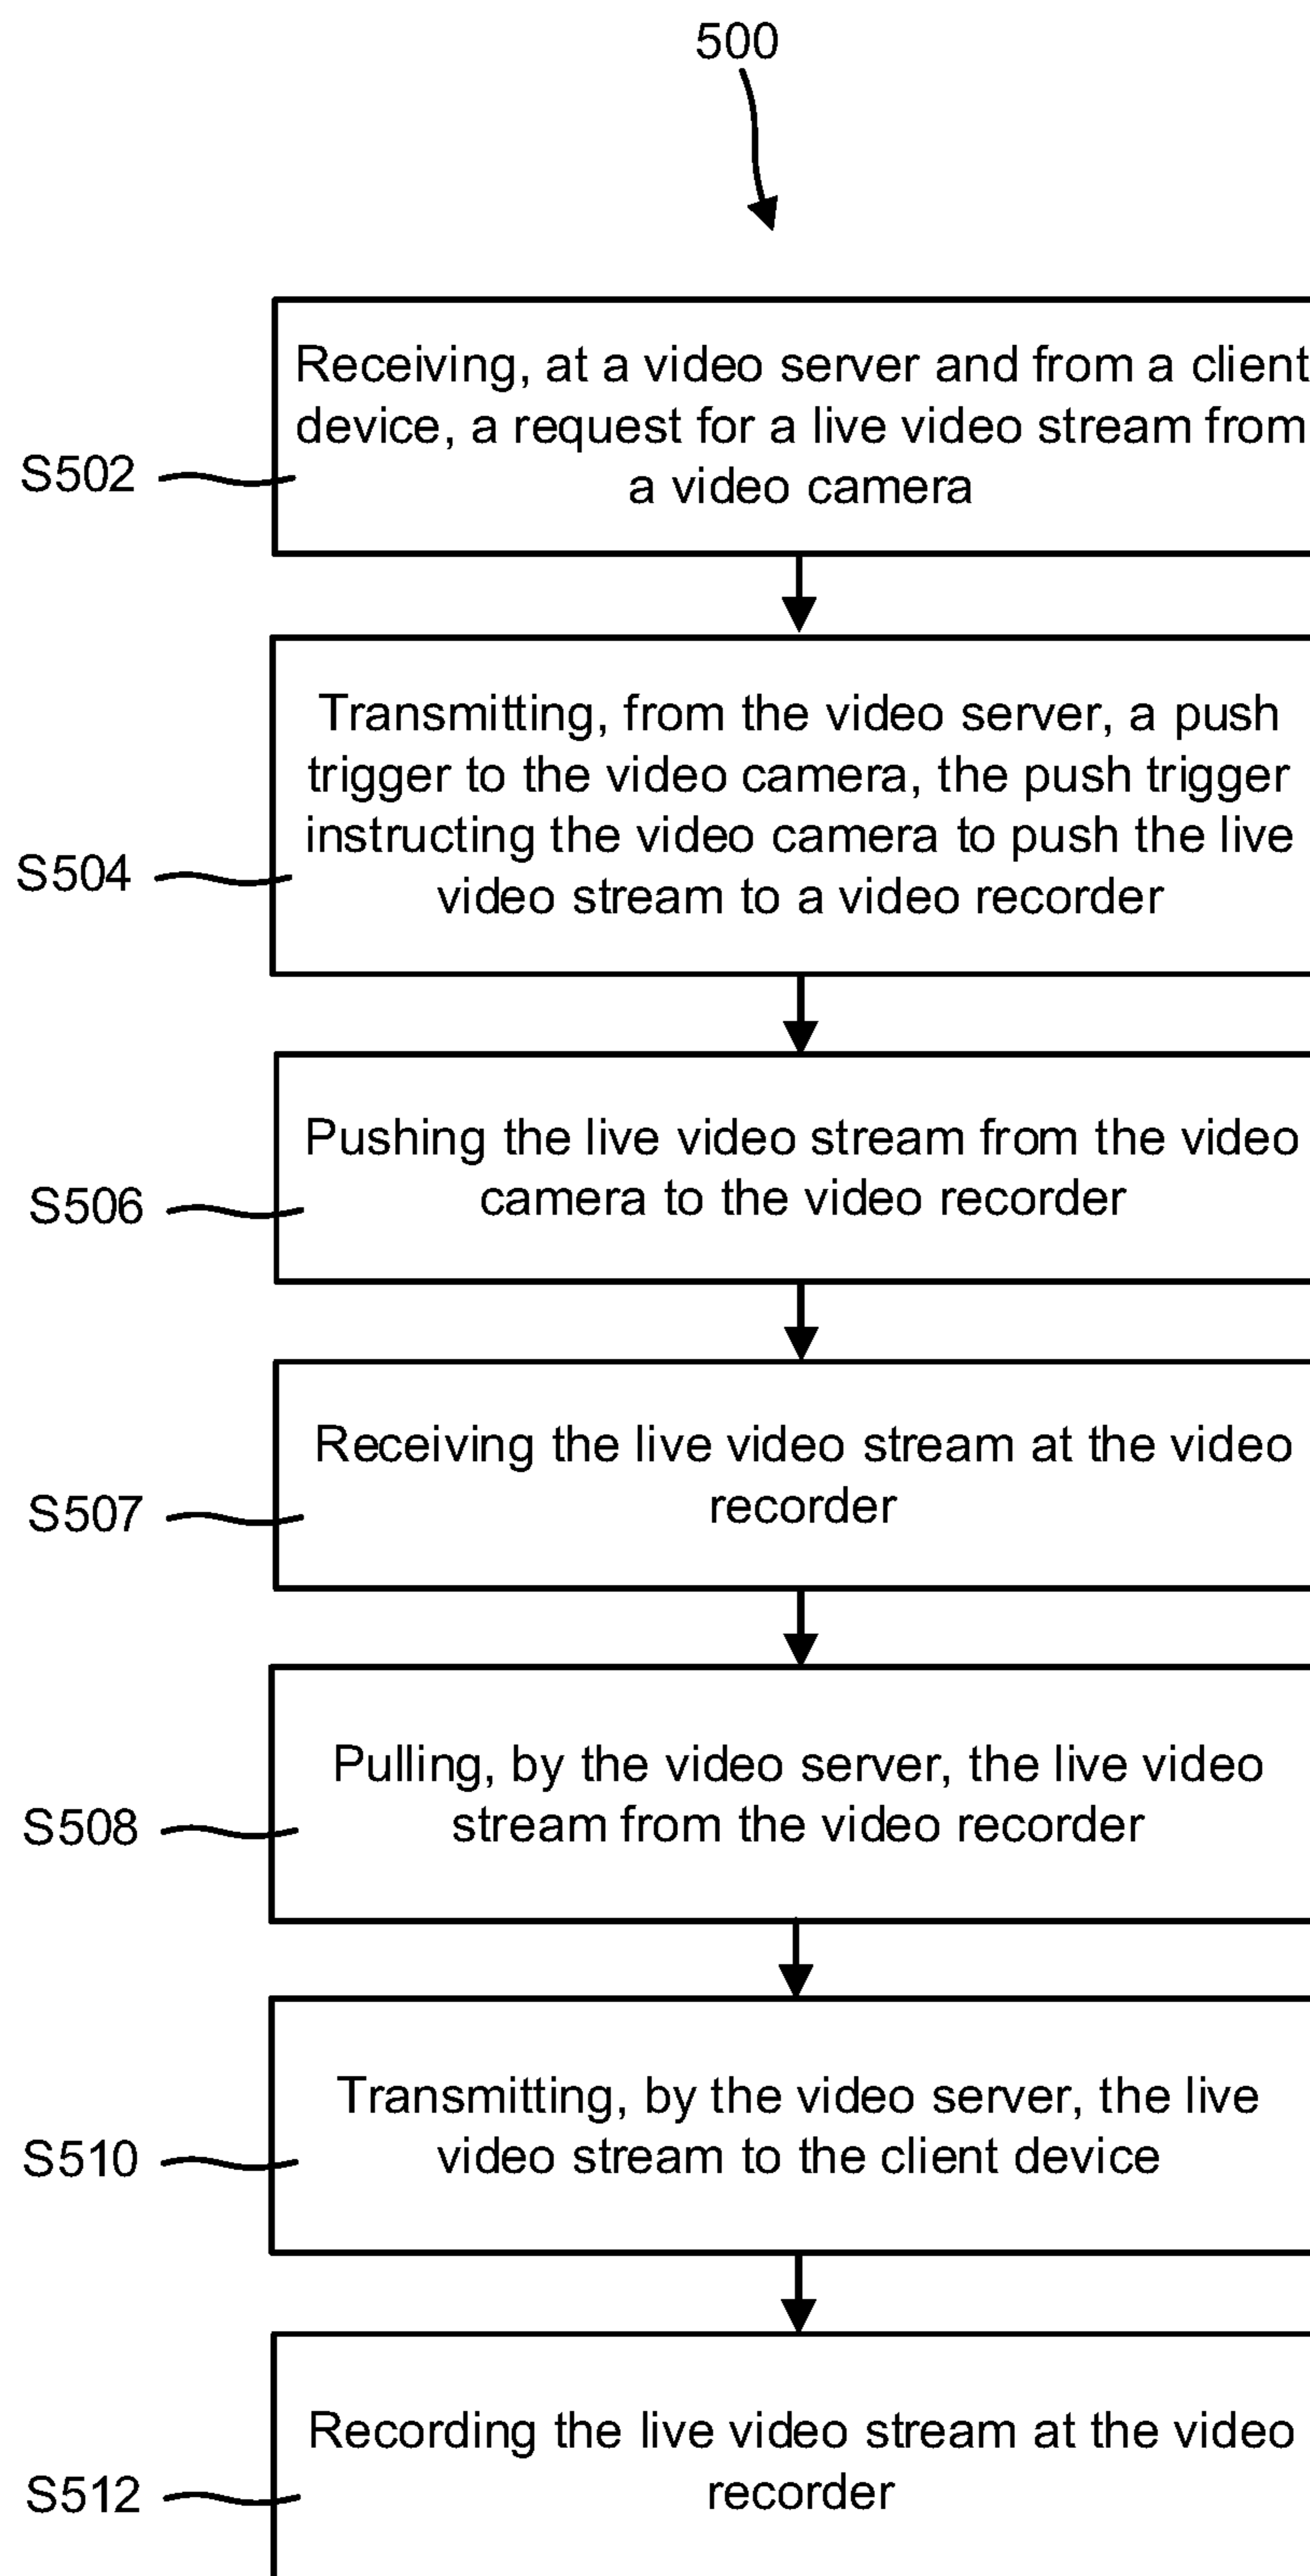 500
Receiving, at a video server and from a client
device, a request for a live video stream from
a video camera
S502
Transmitting, from the video server, a push
trigger to the video camera, the push trigger
instructing the video camera to push the live
video stream to a video recorder
S504
Pushing the live video stream from the video
camera to the video recorder
S506
Receiving the live video stream at the video
recorder
S507
Pulling, by the video server, the live video
stream from the video recorder
S508
Transmitting, by the video server, the live
video stream to the client device
S510
Recording the live video stream at the video
recorder
S512